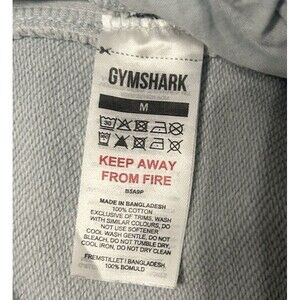 GYMSHARK
M
30
KEEP AWAY
FROM FIRE
B5A9P
MADE IN BANGLADESH
100% COTTON
EXCLUSIVE OF TRIMS, WASH
WITH SIMILAR COLOURS, DO
NOT USE SOFTENER
COOL WASH GENTLE, DO NOT
BLEACH, DO NOT TUMBLE DRY,
COOL IRON, DO NOT DRY CLEAN
FREMSTILLET I BANGLADESH
100% BOMULD